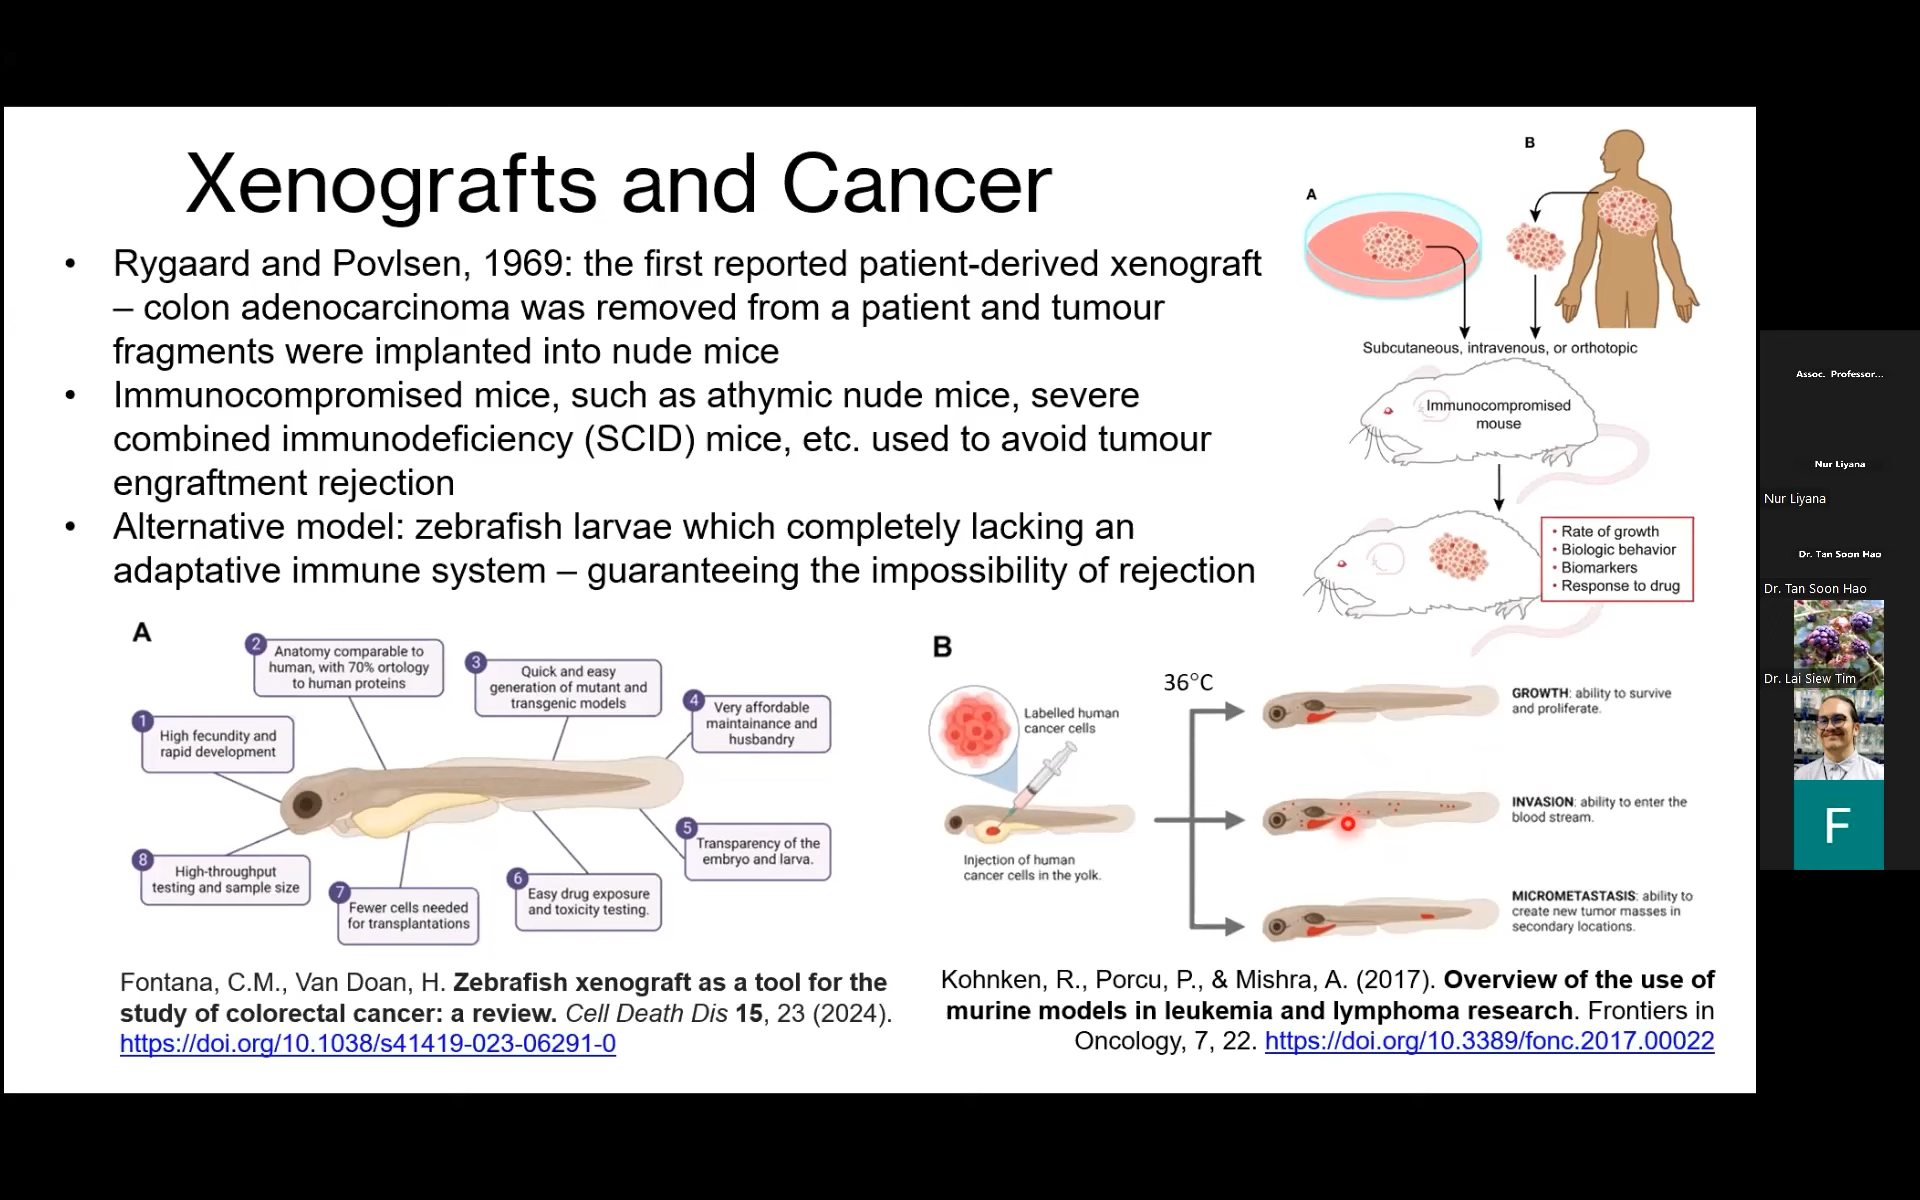 Xenografts and Cancer
• Rygaard and Povlsen, 1969: the first reported patient-derived xenograft
– colon adenocarcinoma was removed from a patient and tumour
fragments were implanted into nude mice
• Immunocompromised mice, such as athymic nude mice, severe
combined immunodeficiency (SCID) mice, etc. used to avoid tumour
engraftment rejection
• Alternative model: zebrafish larvae which completely lacking an
adaptative immune system – guaranteeing the impossibility of rejection
A
B
Subcutaneous, intravenous, or orthotopic
Immunocompromised
mouse
• Rate of growth
• Biologic behavior
• Biomarkers
• Response to drug
A
1
High fecundity and
rapid development
2
Anatomy comparable to
human, with 70% ortology
to human proteins
3
Quick and easy
generation of mutant and
transgenic models
4
Very affordable
maintainance and
husbandry
5
Transparency of the
embryo and larva.
6
Easy drug exposure
and toxicity testing.
7
Fewer cells needed
for transplantations
8
High-throughput
testing and sample size
B
Labelled human
cancer cells
Injection of human
cancer cells in the yolk.
36°C
GROWTH: ability to survive
and proliferate.
INVASION: ability to enter the
blood stream.
MICROMETASTASIS: ability to
create new tumor masses in
secondary locations.
Fontana, C.M., Van Doan, H. Zebrafish xenograft as a tool for the
study of colorectal cancer: a review. Cell Death Dis 15, 23 (2024).
https://doi.org/10.1038/s41419-023-06291-0
Kohnken, R., Porcu, P., & Mishra, A. (2017). Overview of the use of
murine models in leukemia and lymphoma research. Frontiers in
Oncology, 7, 22. https://doi.org/10.3389/fonc.2017.00022
Assoc. Professor...
Nur Liyana
Nur Liyana
Dr. Tan Soon Hao
Dr. Tan Soon Hao
Dr. Lai Siew Tim
F